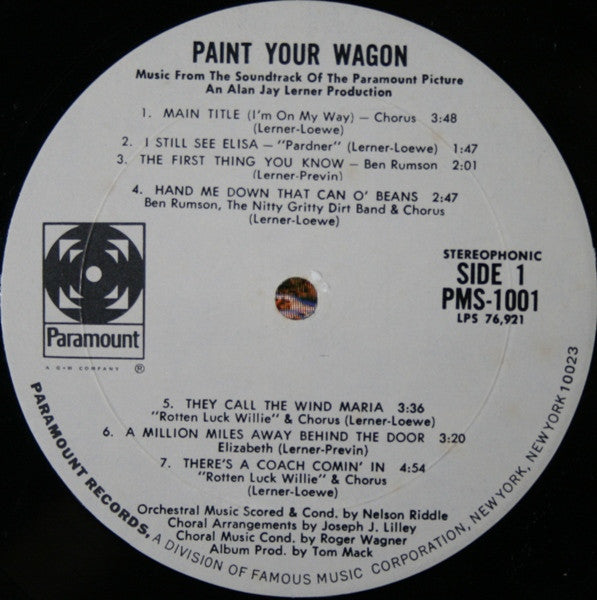 PAINT YOUR WAGON
Music From The Soundtrack Of The Paramount Picture
An Alan Jay Lerner Production
1. MAIN TITLE (I'm On My Way) — Chorus 3:48
(Lerner-Loewe)
2. I STILL SEE ELISA — "Pardner" (Lerner-Loewe) 1:47
3. THE FIRST THING YOU KNOW — Ben Rumson 2:01
(Lerner-Previn)
4. HAND ME DOWN THAT CAN O' BEANS 2:47
Ben Rumson, The Nitty Gritty Dirt Band & Chorus
(Lerner-Loewe)
Paramount
A G+W COMPANY ®
STEREOPHONIC
SIDE 1
PMS-1001
LPS 76,921
5. THEY CALL THE WIND MARIA 3:36
"Rotten Luck Willie" & Chorus (Lerner-Loewe)
6. A MILLION MILES AWAY BEHIND THE DOOR 3:20
Elizabeth (Lerner-Previn)
7. THERE'S A COACH COMIN' IN 4:54
"Rotten Luck Willie" & Chorus
(Lerner-Loewe)
Orchestral Music Scored & Cond. by Nelson Riddle
Choral Arrangements by Joseph J. Lilley
Choral Music Cond. by Roger Wagner
Album Prod. by Tom Mack
PARAMOUNT RECORDS, A DIVISION OF FAMOUS MUSIC CORPORATION, NEW YORK, NEW YORK 10023